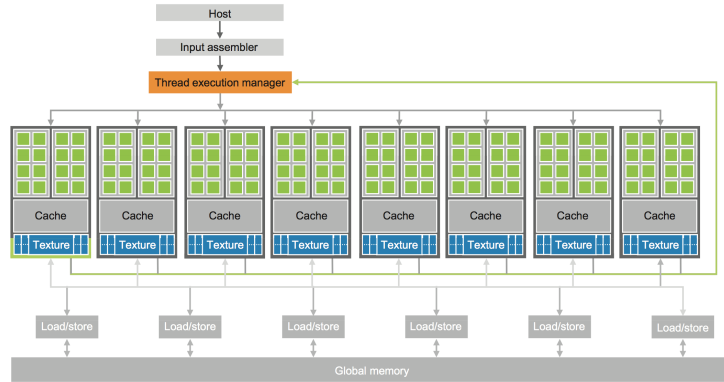 Host
Input assembler
Thread execution manager
Cache Cache Cache Cache Cache Cache Cache Cache
Texture Texture Texture Texture Texture Texture Texture Texture
Load/store Load/store Load/store Load/store Load/store Load/store
Global memory